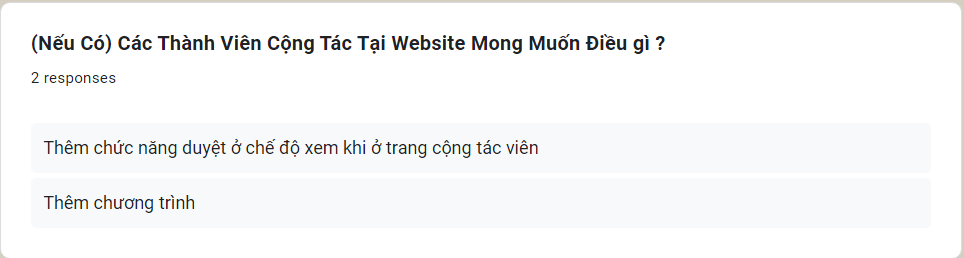 (Nếu Có) Các Thành Viên Cộng Tác Tại Website Mong Muốn Điều gì ?
2 responses
Thêm chức năng duyệt ở chế độ xem khi ở trang cộng tác viên
Thêm chương trình